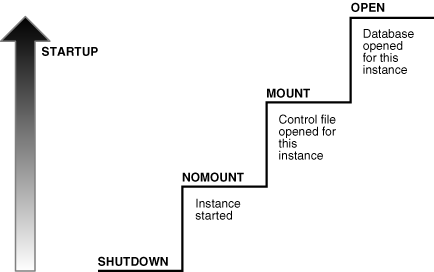 OPEN
Database
opened
for this
instance
STARTUP
MOUNT
Control file
opened for
this
instance
NOMOUNT
Instance
started
SHUTDOWN